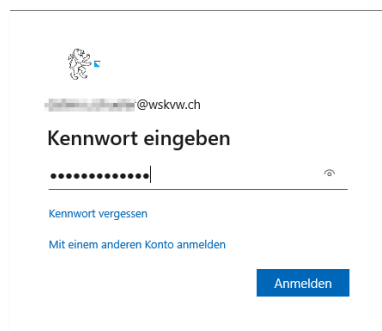 @wskvw.ch
Kennwort eingeben
•••••••••••••
Kennwort vergessen
Mit einem anderen Konto anmelden
Anmelden